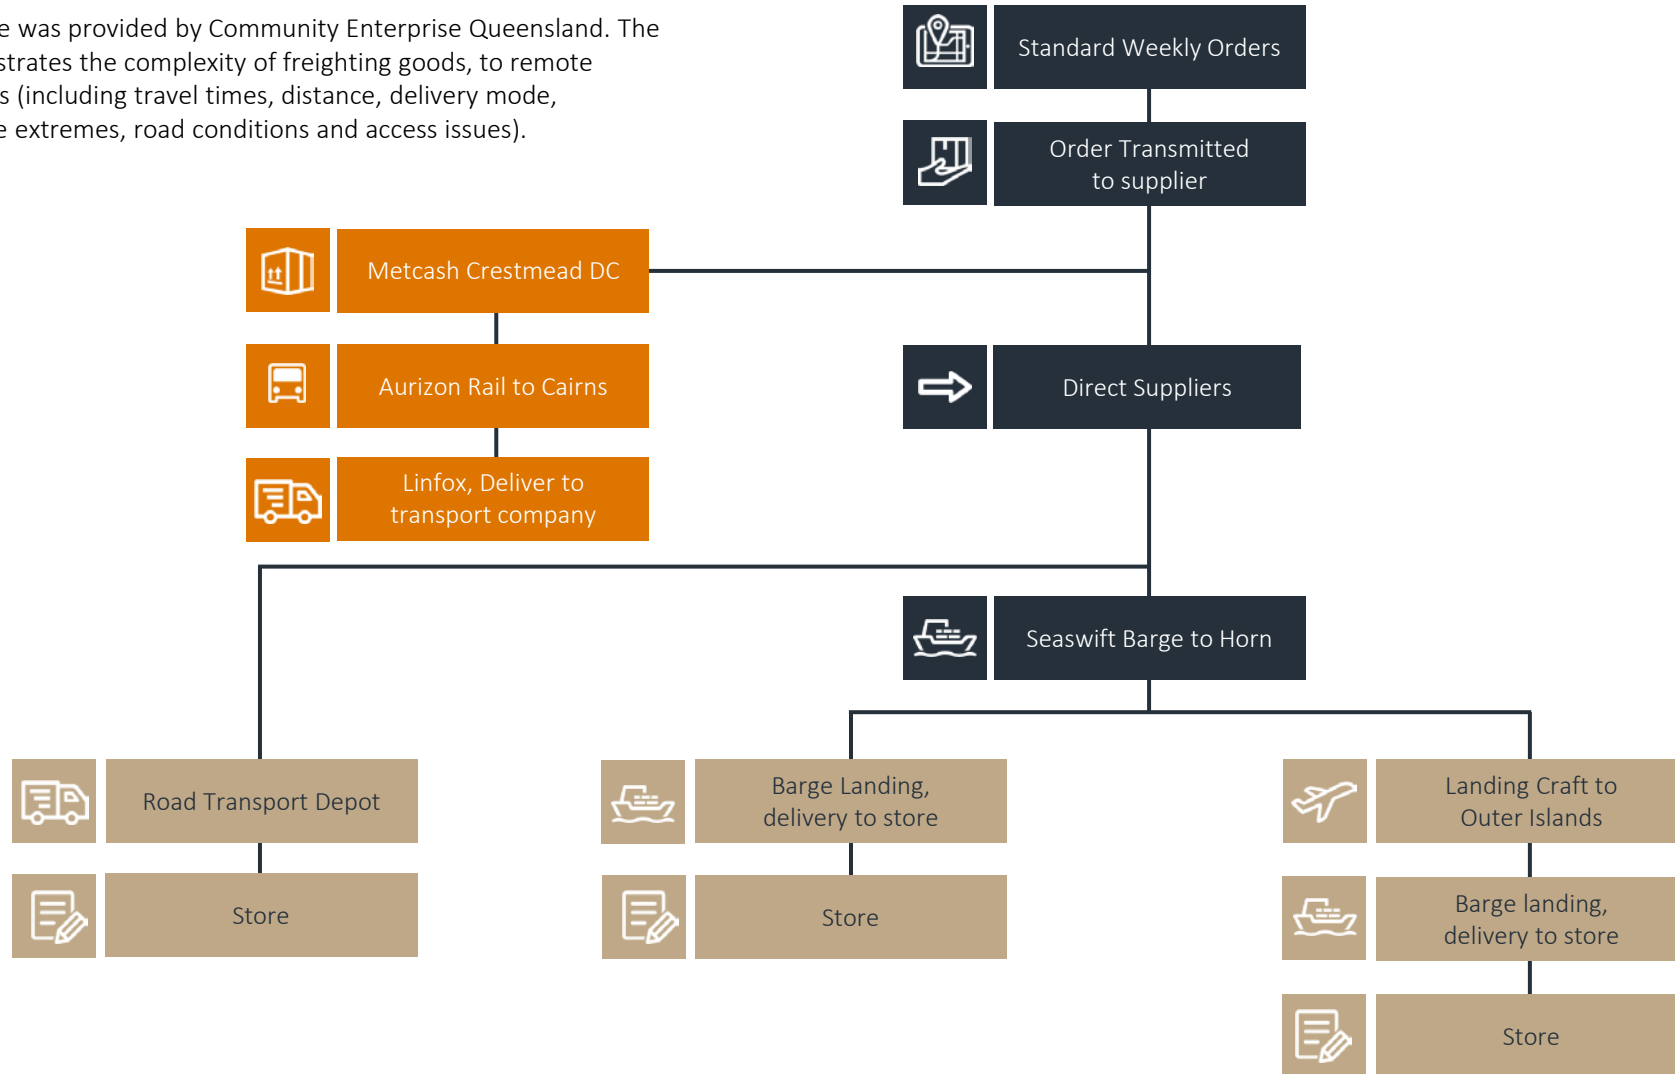 was provided by Community Enterprise Queensland. The
the complexity of freighting goods, to remote
(including travel times, distance, delivery mode,
extremes, road conditions and access issues).
Standard Weekly Orders
Order Transmitted
to supplier
Metcash Crestmead DC
Aurizon Rail to Cairns
Direct Suppliers
Linfox, Deliver to
transport company
Seaswift Barge to Horn
Road Transport Depot
Store
Barge Landing,
delivery to store
Store
Landing Craft to
Outer Islands
Barge landing,
delivery to store
Store